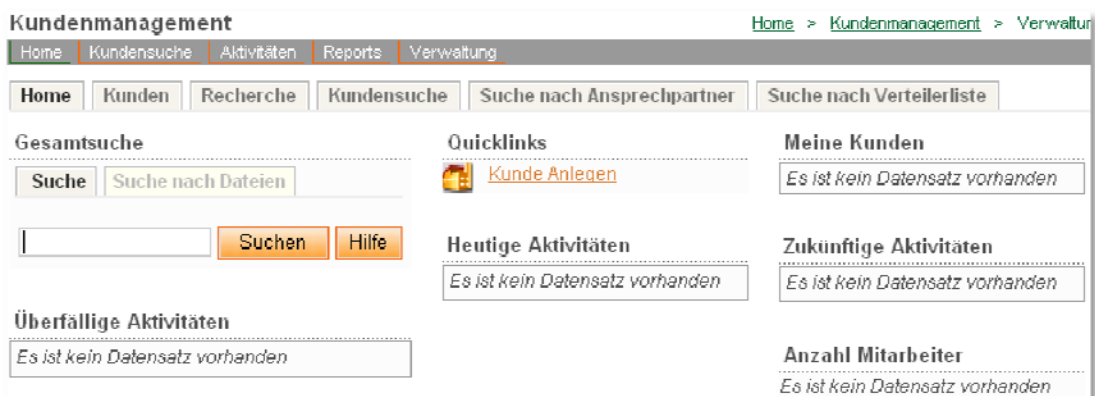 Kundenmanagement
Home > Kundenmanagement > Verwaltun
Home Kundensuche Aktivitäten Reports Verwaltung
Home Kunden Recherche Kundensuche Suche nach Ansprechpartner Suche nach Verteilerliste
Gesamtsuche
Suche Suche nach Dateien
Suchen Hilfe
Überfällige Aktivitäten
Es ist kein Datensatz vorhanden
Quicklinks
Kunde Anlegen
Heutige Aktivitäten
Es ist kein Datensatz vorhanden
Meine Kunden
Es ist kein Datensatz vorhanden
Zukünftige Aktivitäten
Es ist kein Datensatz vorhanden
Anzahl Mitarbeiter
Es ist kein Datensatz vorhanden